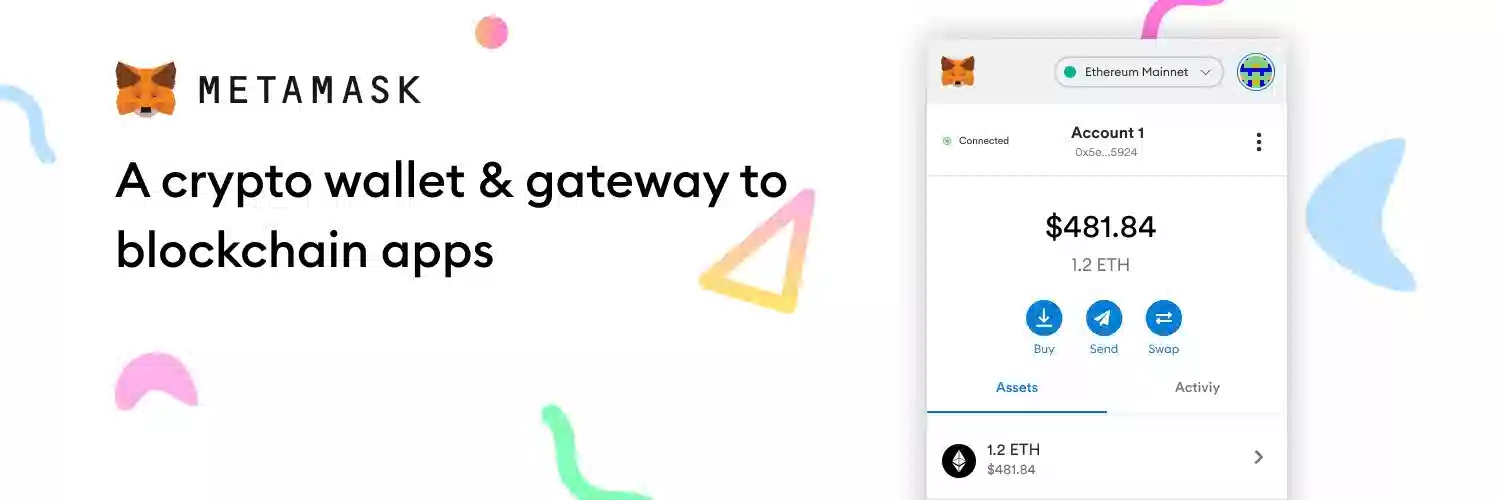 METAMASK
A crypto wallet & gateway to
blockchain apps
Ethereum Mainnet
Connected
Account 1
0x5e...5924
$481.84
1.2 ETH
Buy Send Swap
Assets Activiy
1.2 ETH
$481.84